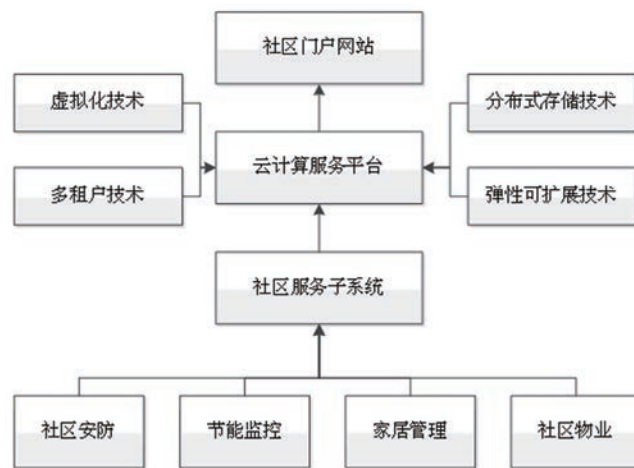 社区门户网站
虚拟化技术
分布式存储技术
云计算服务平台
多租户技术
弹性可扩展技术
社区服务子系统
社区安防
节能监控
家居管理
社区物业